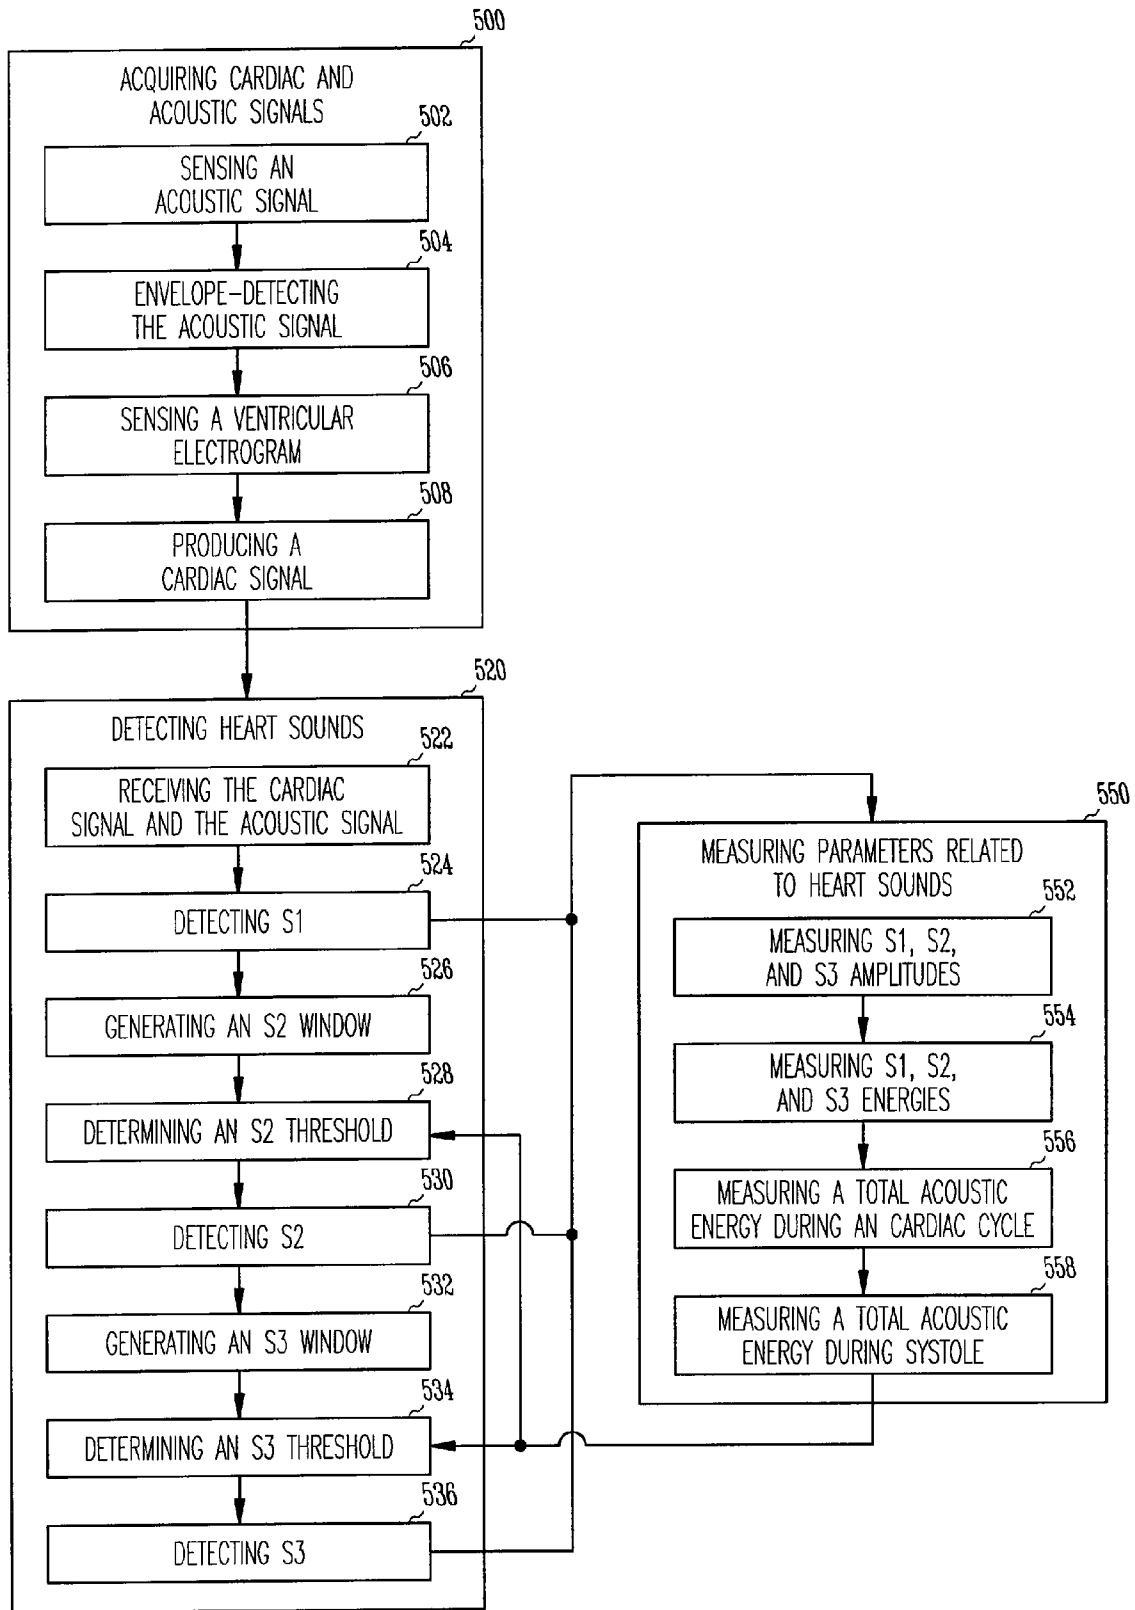 500
ACQUIRING CARDIAC AND
ACOUSTIC SIGNALS
502
SENSING AN
ACOUSTIC SIGNAL
504
ENVELOPE-DETECTING
THE ACOUSTIC SIGNAL
506
SENSING A VENTRICULAR
ELECTROGRAM
508
PRODUCING A
CARDIAC SIGNAL
520
DETECTING HEART SOUNDS
522
RECEIVING THE CARDIAC
SIGNAL AND THE ACOUSTIC SIGNAL
524
DETECTING S1
526
GENERATING AN S2 WINDOW
528
DETERMINING AN S2 THRESHOLD
530
DETECTING S2
532
GENERATING AN S3 WINDOW
534
DETERMINING AN S3 THRESHOLD
536
DETECTING S3
550
MEASURING PARAMETERS RELATED
TO HEART SOUNDS
552
MEASURING S1, S2,
AND S3 AMPLITUDES
554
MEASURING S1, S2,
AND S3 ENERGIES
556
MEASURING A TOTAL ACOUSTIC
ENERGY DURING AN CARDIAC CYCLE
558
MEASURING A TOTAL ACOUSTIC
ENERGY DURING SYSTOLE